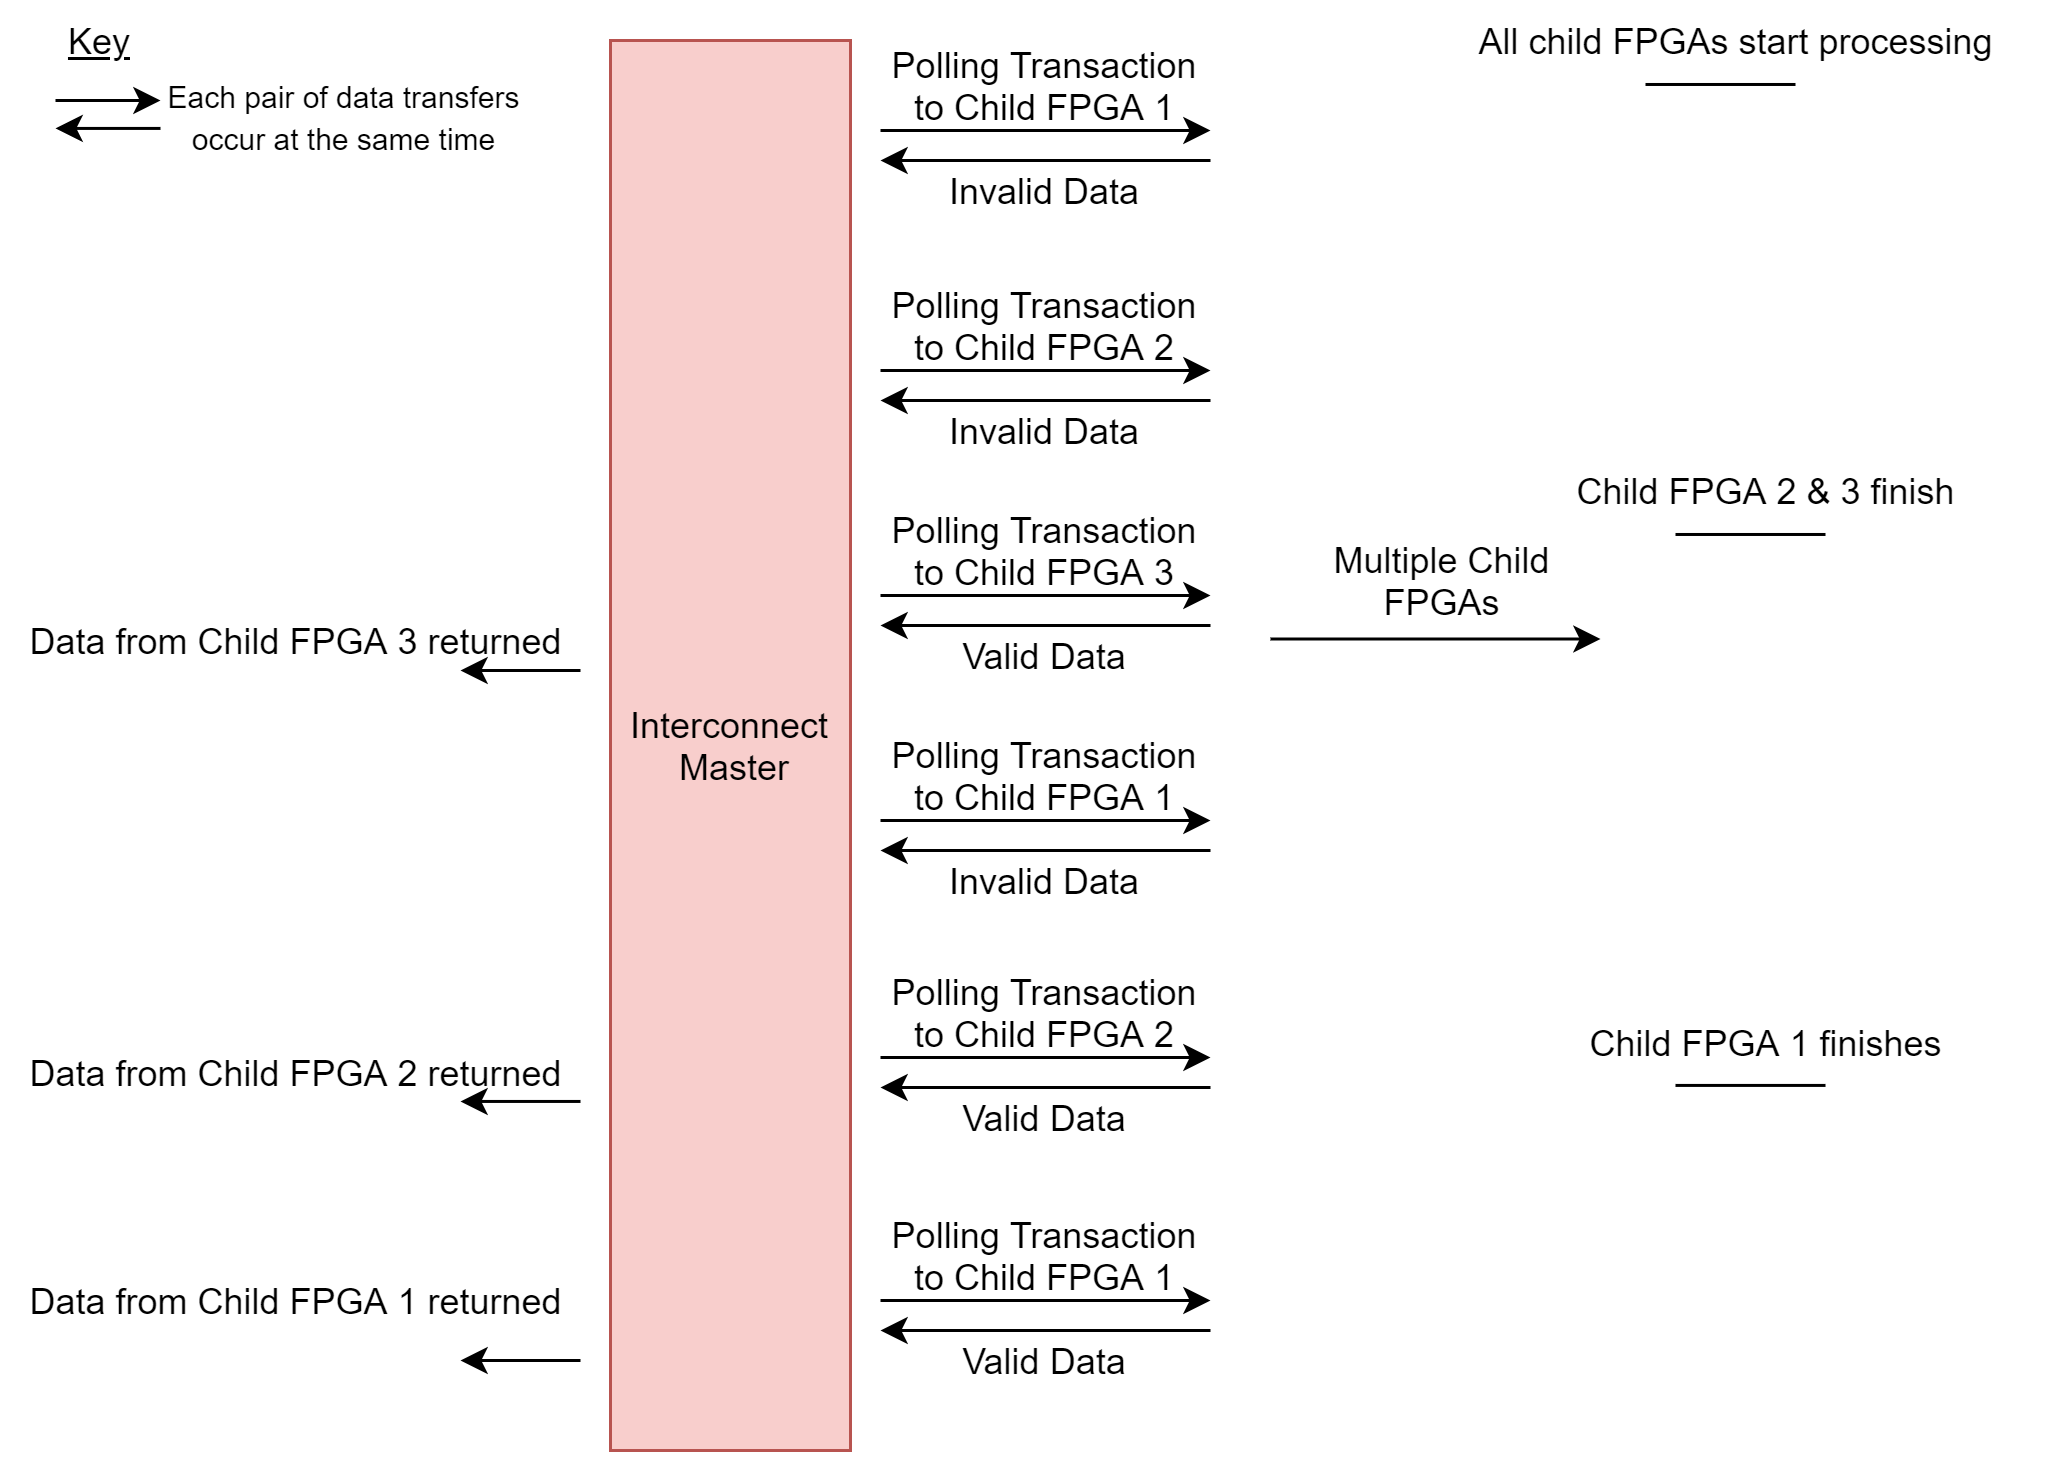 Key
Each pair of data transfers
occur at the same time
Polling Transaction
to Child FPGA 1
Invalid Data
All child FPGAs start processing
Polling Transaction
to Child FPGA 2
Invalid Data
Child FPGA 2 & 3 finish
Polling Transaction
to Child FPGA 3
Valid Data
Multiple Child
FPGAs
Data from Child FPGA 3 returned
Interconnect
Master
Polling Transaction
to Child FPGA 1
Invalid Data
Polling Transaction
to Child FPGA 2
Valid Data
Child FPGA 1 finishes
Data from Child FPGA 2 returned
Polling Transaction
to Child FPGA 1
Valid Data
Data from Child FPGA 1 returned